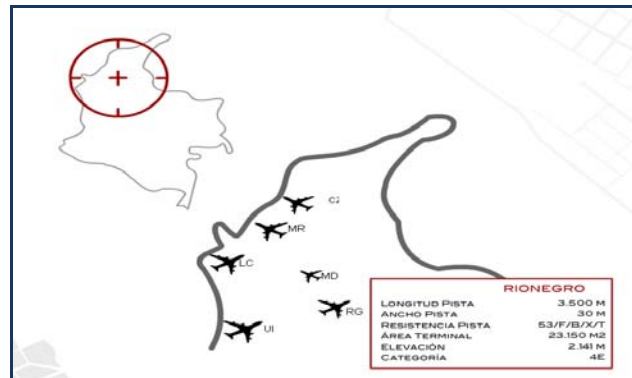 CZ
MR
LC
MD
RG
UI
RIONEGRO
LONGITUD PISTA 3.500 M
ANCHO PISTA 30 M
RESISTENCIA PISTA 53/F/B/X/T
ÁREA TERMINAL 23.150 M2
ELEVACIÓN 2.141 M
CATEGORÍA 4E